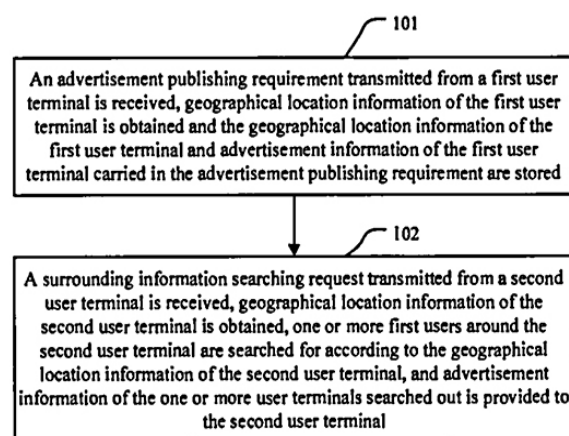 101
An advertisement publishing requirement transmitted from a first user
terminal is received, geographical location information of the first user
terminal is obtained and the geographical location information of the
first user terminal and advertisement information of the first user
terminal carried in the advertisement publishing requirement are stored
102
A surrounding information searching request transmitted from a second
user terminal is received, geographical location information of the
second user terminal is obtained, one or more first users around the
second user terminal are searched for according to the geographical
location information of the second user terminal, and advertisement
information of the one or more user terminals searched out is provided to
the second user terminal